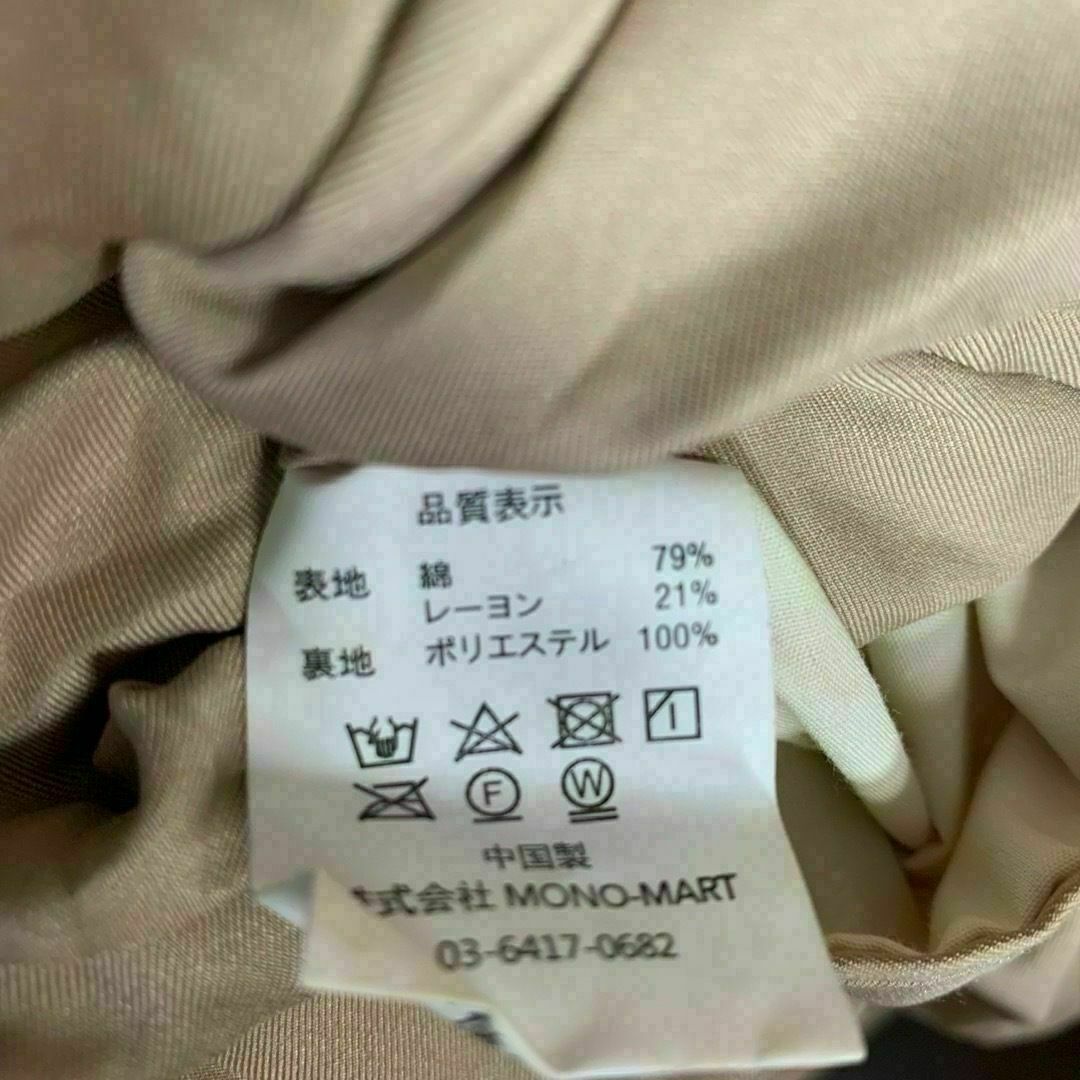 品質表示
表地 綿 79%
レーヨン 21%
裏地 ポリエステル 100%
F W
中国製
式会社 MONO-MART
03-6417-0682